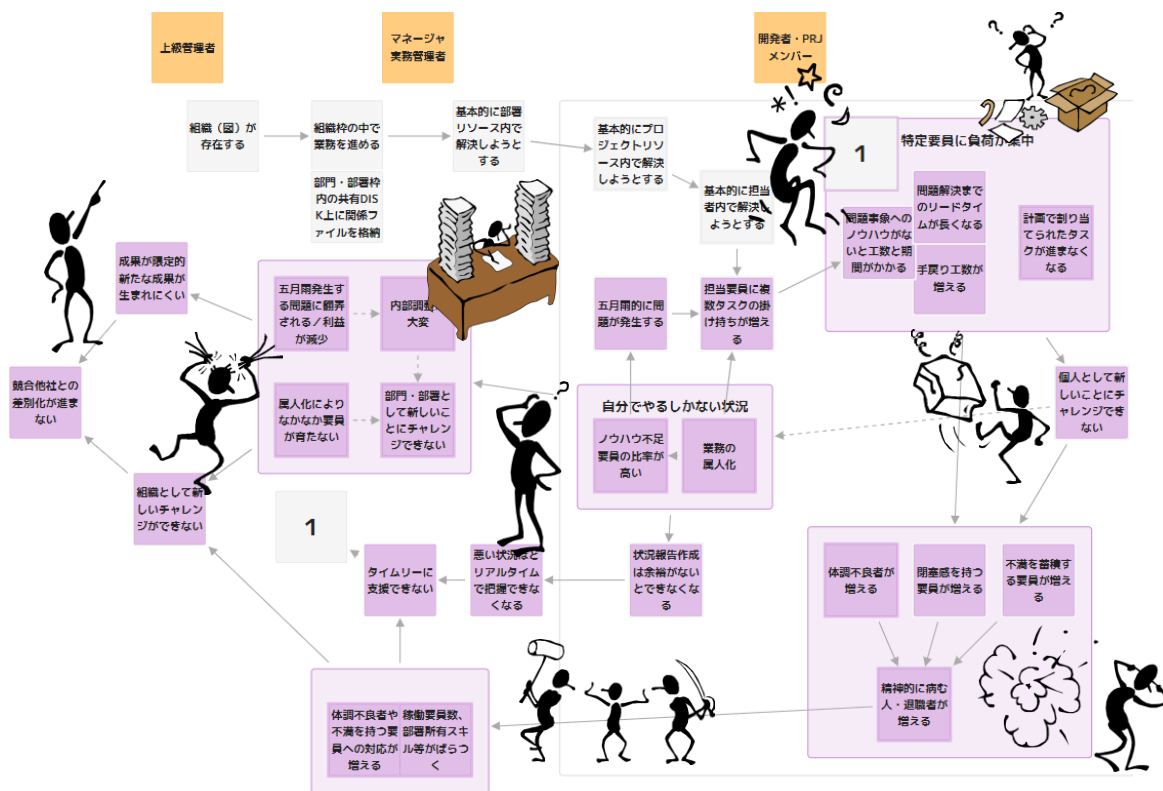 上級管理者
マネージャ
実務管理者
開発者・PRJ
メンバー
組織（図）が
存在する
組織枠の中で
業務を進める
基本的に部署
リソース内で
解決しようと
する
基本的にプロ
ジェクトリソ
ース内で解決
しようとする
部門・部署枠
内の共有DIS
K上に関係フ
ァイルを格納
基本的に担当
者内で解決し
ようとする
1
特定要員に負荷が集中
問題解決まで
のリードタイ
ムが長くなる
問題事象への
ノウハウがな
いと工数と期
間がかかる
手戻り工数が
増える
計画で割り当
てられたタス
クが進まなく
なる
成果が限定的
新たな成果が
生まれにくい
五月雨発生す
る問題に翻弄
される／利益
が減少
内部調整
大変
五月雨的に問
題が発生する
担当要員に複
数タスクの掛
け持ちが増え
る
競合他社との
差別化が進ま
ない
属人化により
なかなか要員
が育たない
部門・部署と
して新しいこ
とにチャレン
ジできない
自分でやるしかない状況
ノウハウ不足
要員の比率が
高い
業務の
属人化
個人として新
しいことにチ
ャレンジでき
ない
組織として新
しいチャレン
ジができない
1
タイムリーに
支援できない
悪い状況ほど
リアルタイム
で把握できな
くなる
状況報告作成
は余裕がない
とできなくな
る
体調不良者が
増える
閉塞感を持つ
要員が増える
不満を蓄積す
る要員が増え
る
精神的に病む
人・退職者が
増える
体調不良者や
不満を持つ要
員への対応が
増える
稼働要員数、
部署所有スキ
ル等がばらつ
く